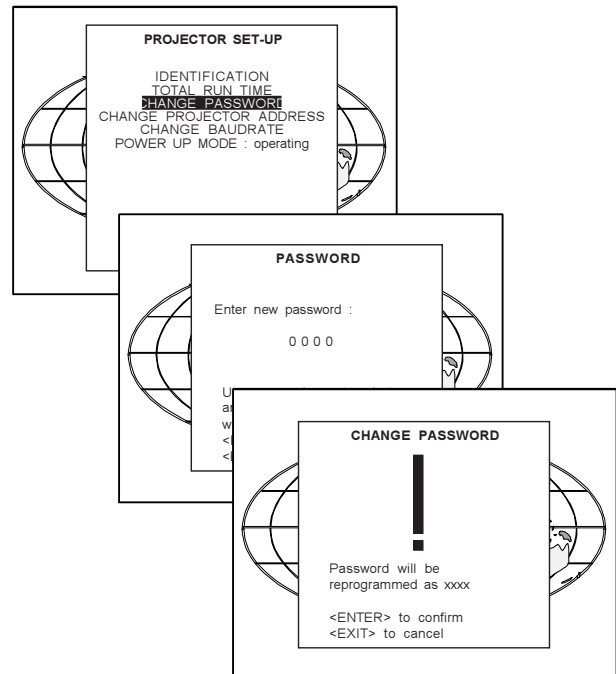 PROJECTOR SET-UP
IDENTIFICATION
TOTAL RUN TIME
CHANGE PASSWORD
CHANGE PROJECTOR ADDRESS
CHANGE BAUDRATE
POWER UP MODE : operating
PASSWORD
Enter new password :
0 0 0 0
CHANGE PASSWORD
!
Password will be
reprogrammed as xxxx
<ENTER> to confirm
<EXIT> to cancel